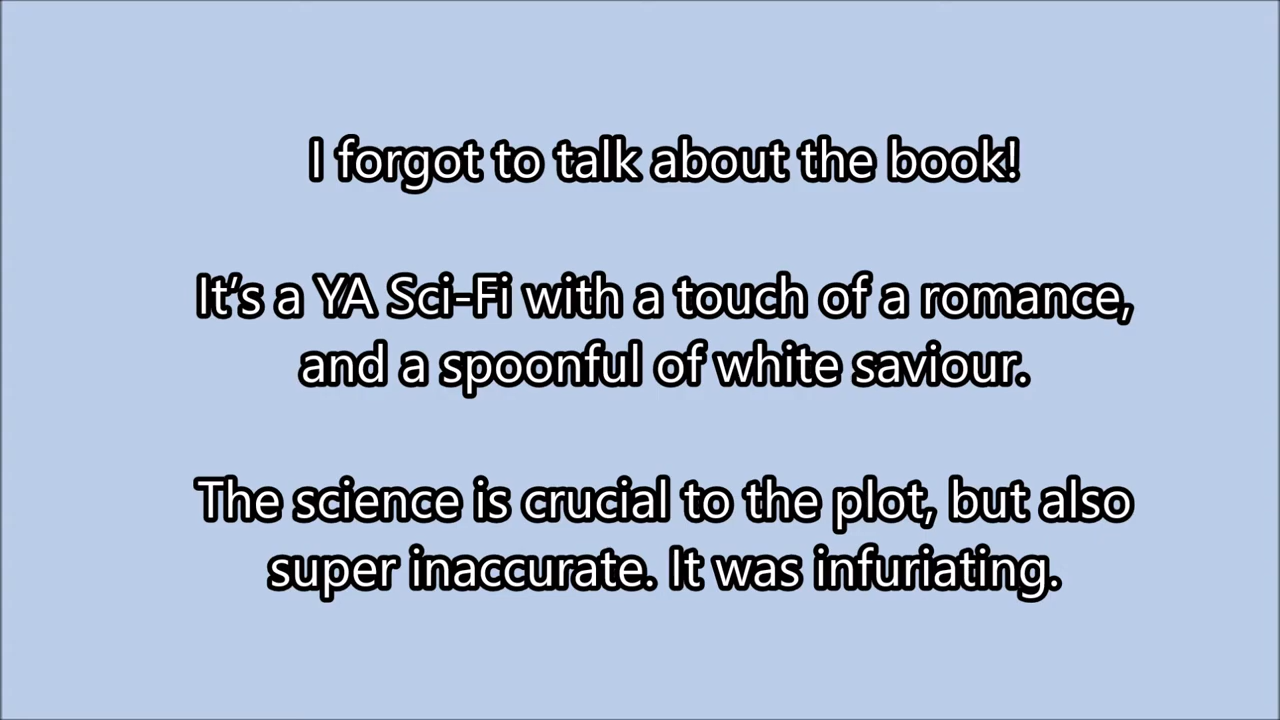 I forgot to talk about the book!
It’s a YA Sci-Fi with a touch of a romance,
and a spoonful of white saviour.
The science is crucial to the plot, but also
super inaccurate. It was infuriating.